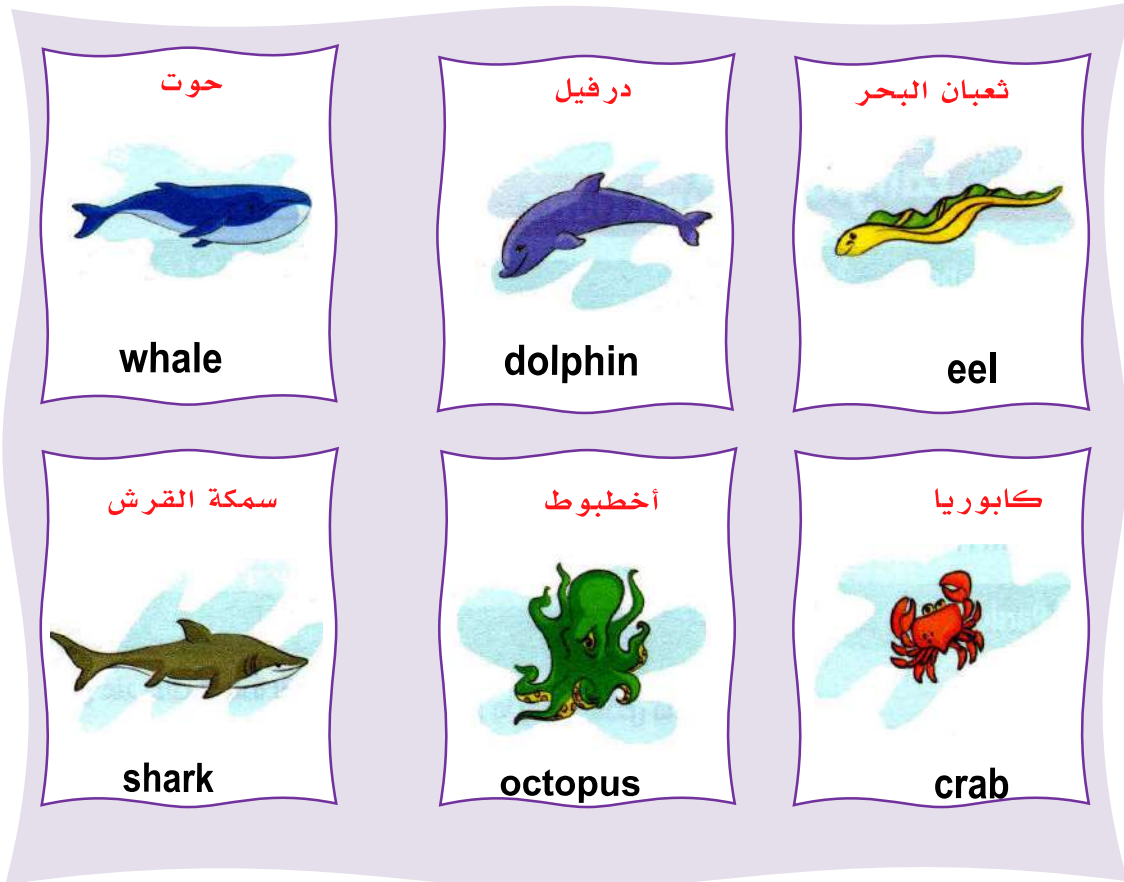 حوت
whale
درفيل
dolphin
ثعبان البحر
eel
سمكة القرش
shark
أخطبوط
octopus
كابوريا
crab